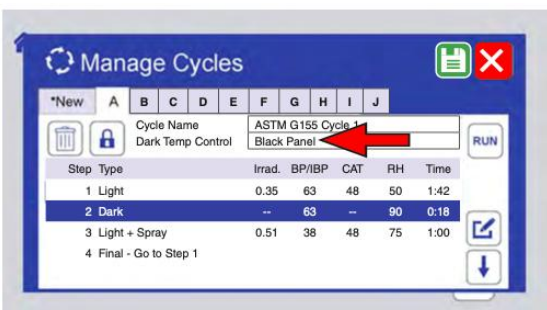 Manage Cycles
*New A B C D E F G H I J
Cycle Name ASTM G155 Cycle 1
Dark Temp Control Black Panel
RUN
Step Type Irrad. BP/IBP CAT RH Time
1 Light 0.35 63 48 50 1:42
2 Dark -- 63 -- 90 0:18
3 Light + Spray 0.51 38 48 75 1:00
4 Final - Go to Step 1